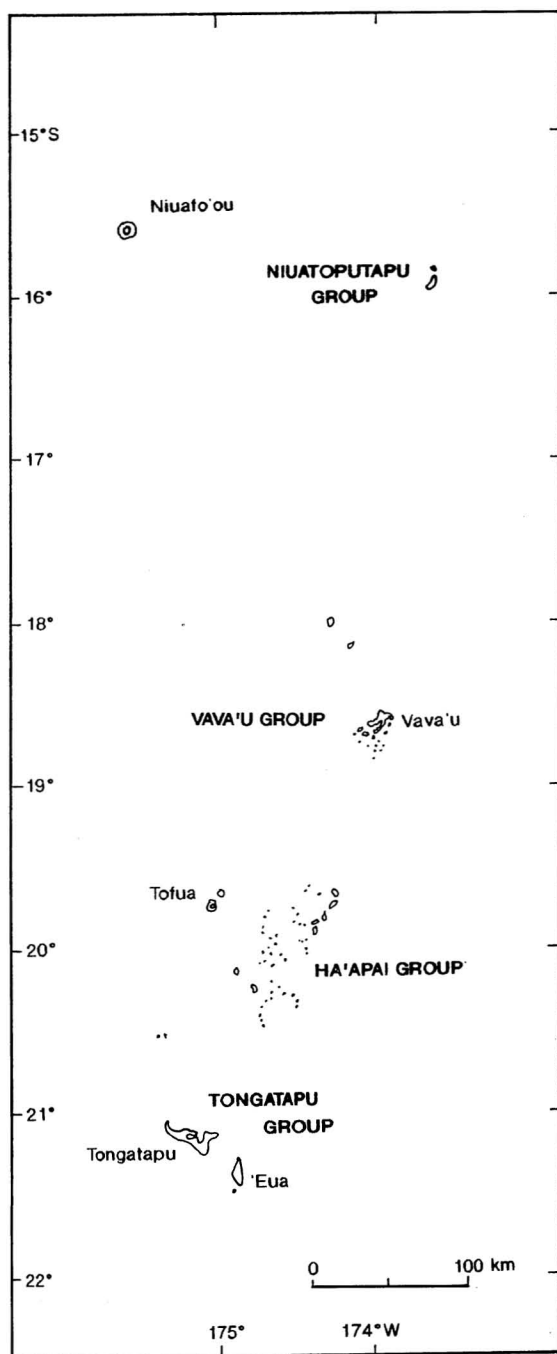 15°S
Niuafo'ou
NIUATOPUTAPU
GROUP
16°
17°
18°
VAVA'U GROUP
Vava'u
19°
Tofua
20°
HA'APAI GROUP
TONGATAPU
GROUP
21°
Tongatapu
'Eua
0 100 km
22°
175° 174°W